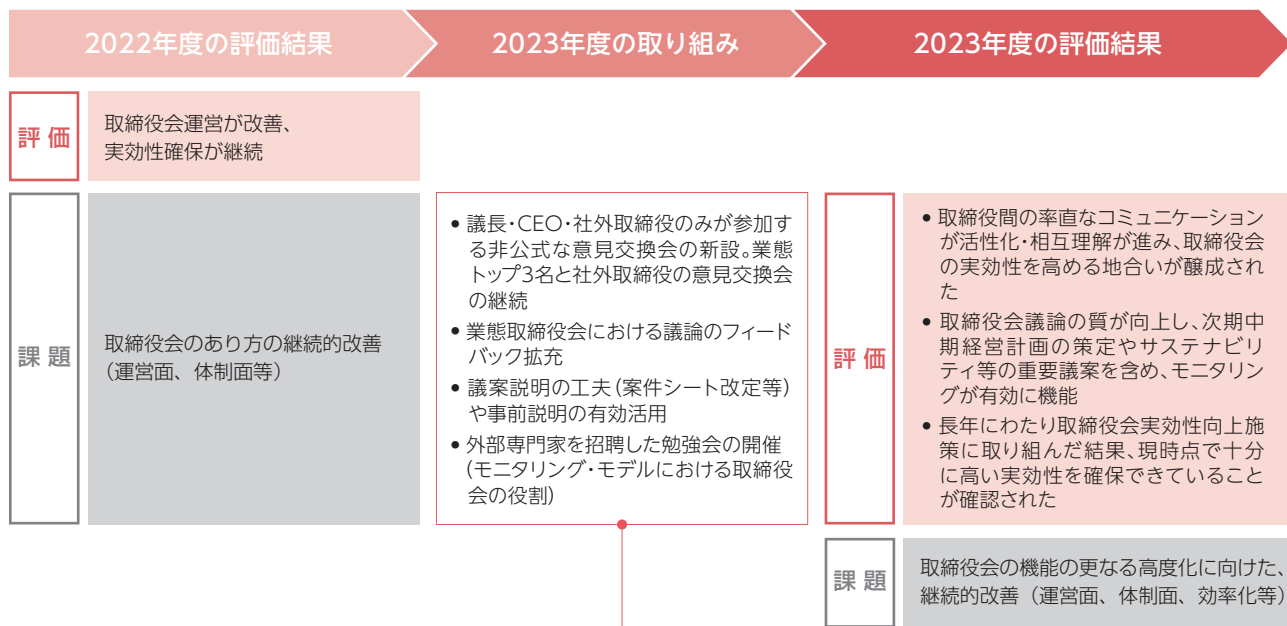 2022年度の評価結果
2023年度の取り組み
2023年度の評価結果
評価
取締役会運営が改善、
実効性確保が継続
課題
取締役会のあり方の継続的改善
（運営面、体制面等）
• 議長・CEO・社外取締役のみが参加す
る非公式な意見交換会の新設。業態
トップ3名と社外取締役の意見交換会
の継続
• 業態取締役会における議論のフィード
バック拡充
• 議案説明の工夫（案件シート改定等）
や事前説明の有効活用
• 外部専門家を招聘した勉強会の開催
（モニタリング・モデルにおける取締役
会の役割）
評価
• 取締役間の率直なコミュニケーション
が活性化・相互理解が進み、取締役会
の実効性を高める地合いが醸成され
た
• 取締役会議論の質が向上し、次期中
期経営計画の策定やサステナビリ
ティ等の重要議案を含め、モニタリン
グが有効に機能
• 長年にわたり取締役会実効性向上施
策に取り組んだ結果、現時点で十分
に高い実効性を確保できていること
が確認された
課題
取締役会の機能の更なる高度化に向けた、
継続的改善（運営面、体制面、効率化等）